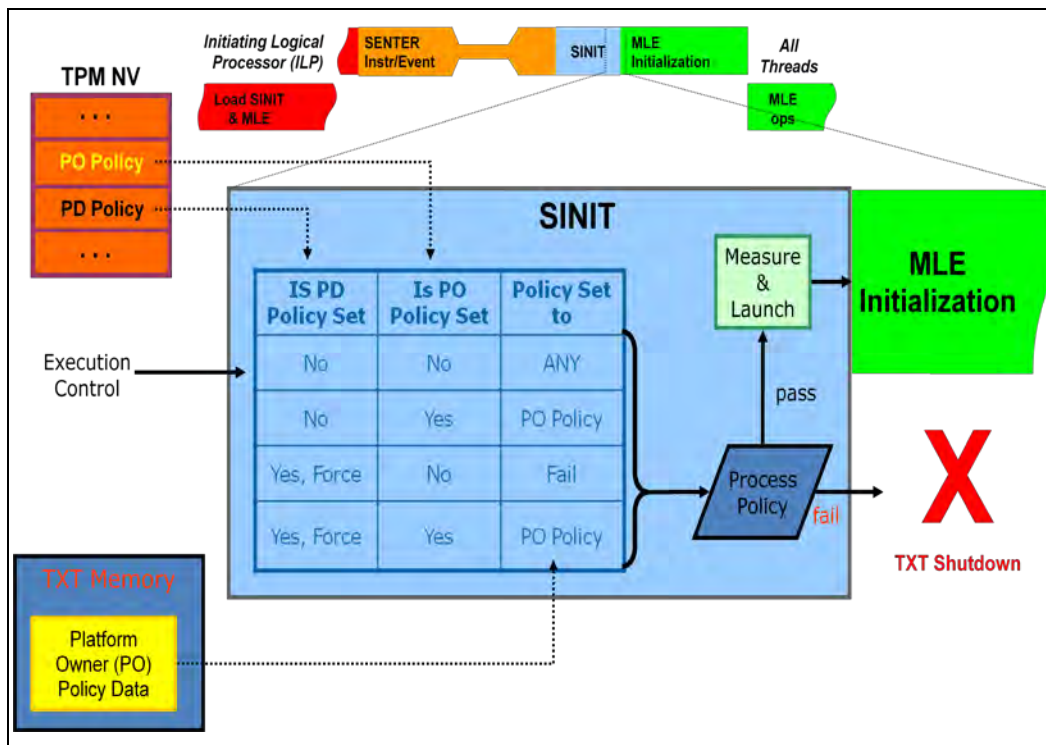 Initiating Logical
Processor (ILP)
SENTER
Instr/Event
SINIT
MLE
Initialization
All
Threads
Load SINIT
& MLE
MLE
ops
TPM NV
...
PO Policy
PD Policy
...
SINIT
IS PD
Policy Set
Is PO
Policy Set
Policy Set
to
No
No
ANY
No
Yes
PO Policy
Yes, Force
No
Fail
Yes, Force
Yes
PO Policy
Execution
Control
Measure
&
Launch
MLE
Initialization
pass
Process
Policy
fail
X
TXT Shutdown
TXT Memory
Platform
Owner (PO)
Policy Data